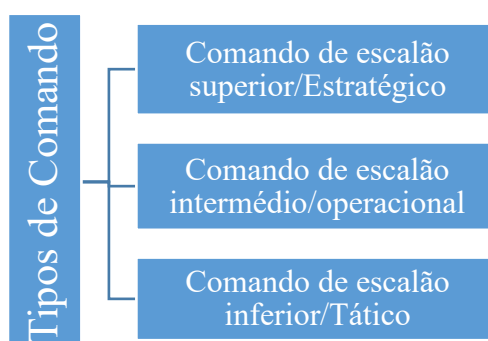 Tipos de Comando
Comando de escalão
superior/Estratégico
Comando de escalão
intermédio/operacional
Comando de escalão
inferior/Tático